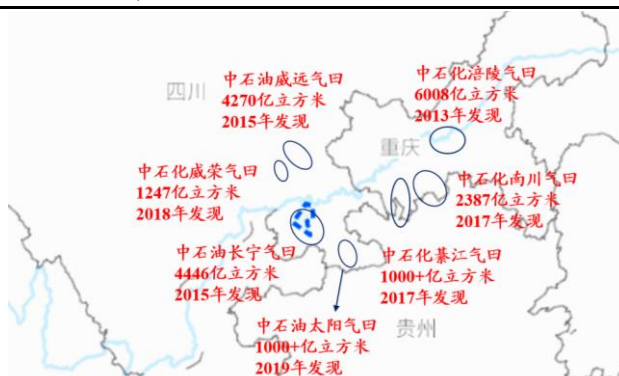 中石油威远气田
4270亿立方米
2015年发现
中石化涪陵气田
6008亿立方米
2013年发现
四川
重庆
中石化威荣气田
1247亿立方米
2018年发现
中石化南川气田
2387亿立方米
2017年发现
中石油长宁气田
4446亿立方米
2015年发现
中石化綦江气田
1000+亿立方米
2017年发现
中石油太阳气田
1000+亿立方米
2019年发现
贵州